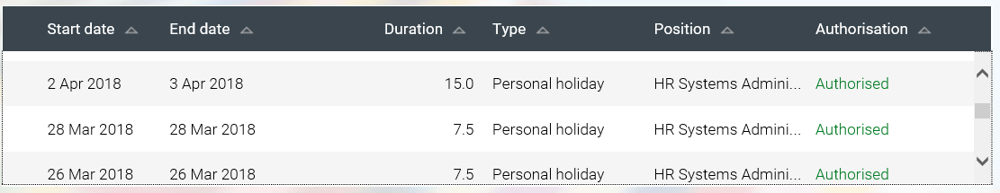 Start date End date Duration Type Position Authorisation
2 Apr 2018 3 Apr 2018 15.0 Personal holiday HR Systems Admini... Authorised
28 Mar 2018 28 Mar 2018 7.5 Personal holiday HR Systems Admini... Authorised
26 Mar 2018 26 Mar 2018 7.5 Personal holiday HR Systems Admini... Authorised